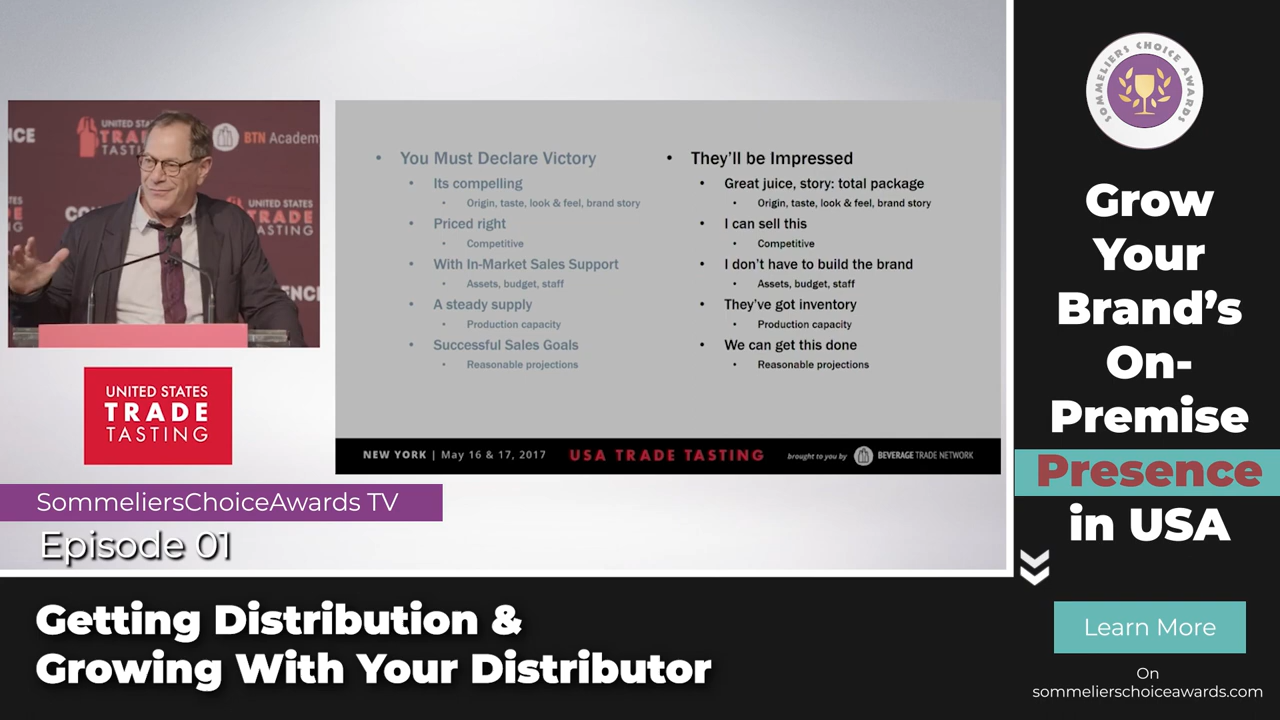 UNITED STATES
TRADE
TASTING
BTN Academ
ENCE
CO
TRADE
TASTING
ENCE
UNITED STATES
TRADE
TASTING
• You Must Declare Victory
• Its compelling
• Origin, taste, look & feel, brand story
• Priced right
• Competitive
• With In-Market Sales Support
• Assets, budget, staff
• A steady supply
• Production capacity
• Successful Sales Goals
• Reasonable projections
• They'll be Impressed
• Great juice, story: total package
• Origin, taste, look & feel, brand story
• I can sell this
• Competitive
• I don't have to build the brand
• Assets, budget, staff
• They've got inventory
• Production capacity
• We can get this done
• Reasonable projections
NEW YORK | May 16 & 17, 2017 USA TRADE TASTING brought to you by BEVERAGE TRADE NETWORK
SommeliersChoiceAwards TV
Episode 01
Getting Distribution &
Growing With Your Distributor
SOMMELIERS CHOICE AWARDS
Grow
Your
Brand's
On-
Premise
Presence
in USA
Learn More
On
sommelierschoiceawards.com